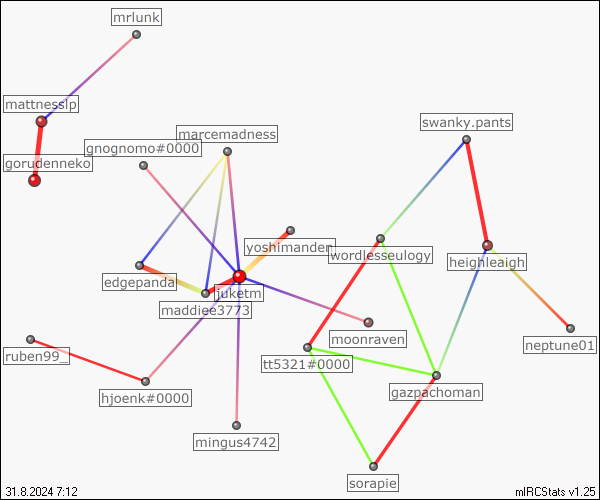 mrlunk
mattnesslp
swanky.pants
marcemadness
gnognomo#0000
gorudenneko
yoshimanden
wordlesseulogy
heighleaigh
edgepanda
juketm
maddiee3773
moonraven
neptune01
ruben99_
tt5321#0000
gazpachoman
hjoenk#0000
mingus4742
sorapie
31.8.2024 7:12
mIRCStats v1.25